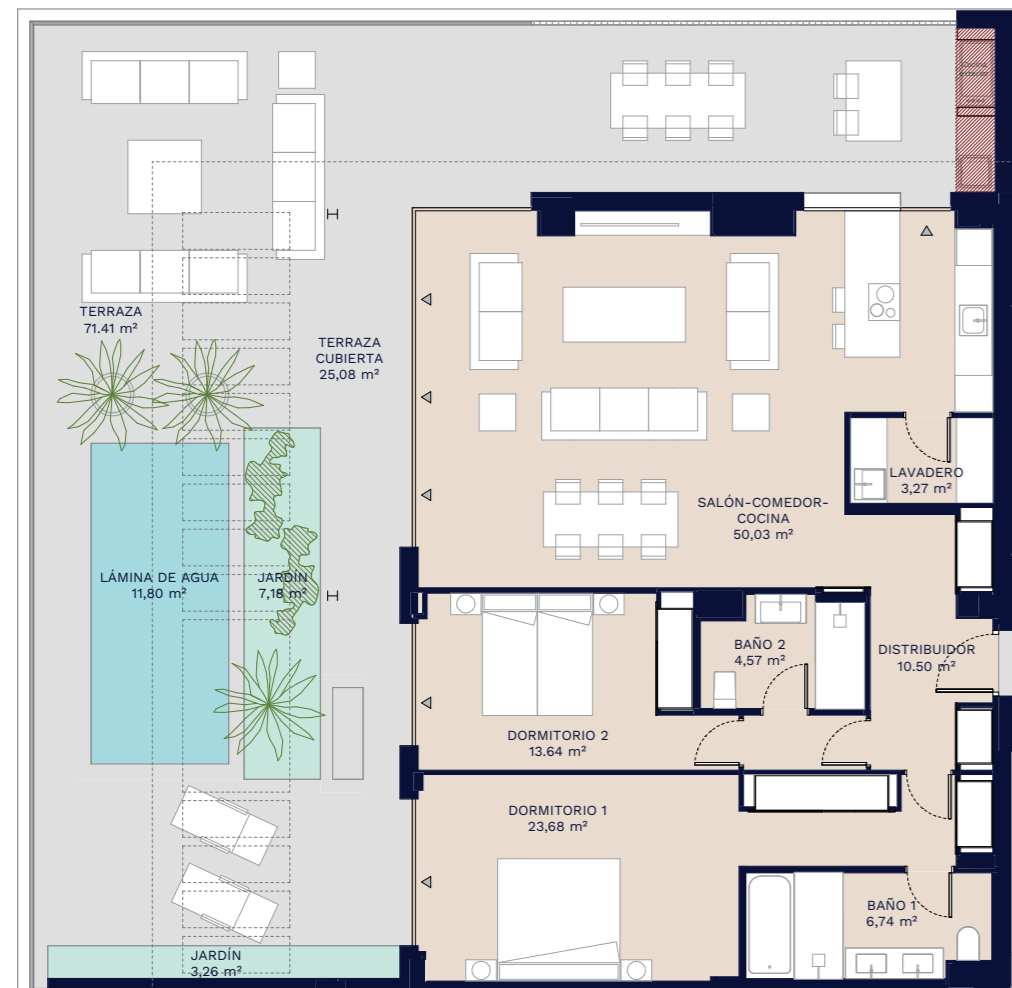 Cocina
exterior
TERRAZA
71.41 m²
TERRAZA
CUBIERTA
25,08 m²
LAVADERO
3,27 m²
SALÓN-COMEDOR-
COCINA
50,03 m²
LÁMINA DE AGUA
11,80 m²
JARDÍN
7,18 m²
BAÑO 2
4,57 m²
DISTRIBUIDOR
10.50 m²
DORMITORIO 2
13.64 m²
DORMITORIO 1
23,68 m²
BAÑO 1
6,74 m²
JARDÍN
3,26 m²